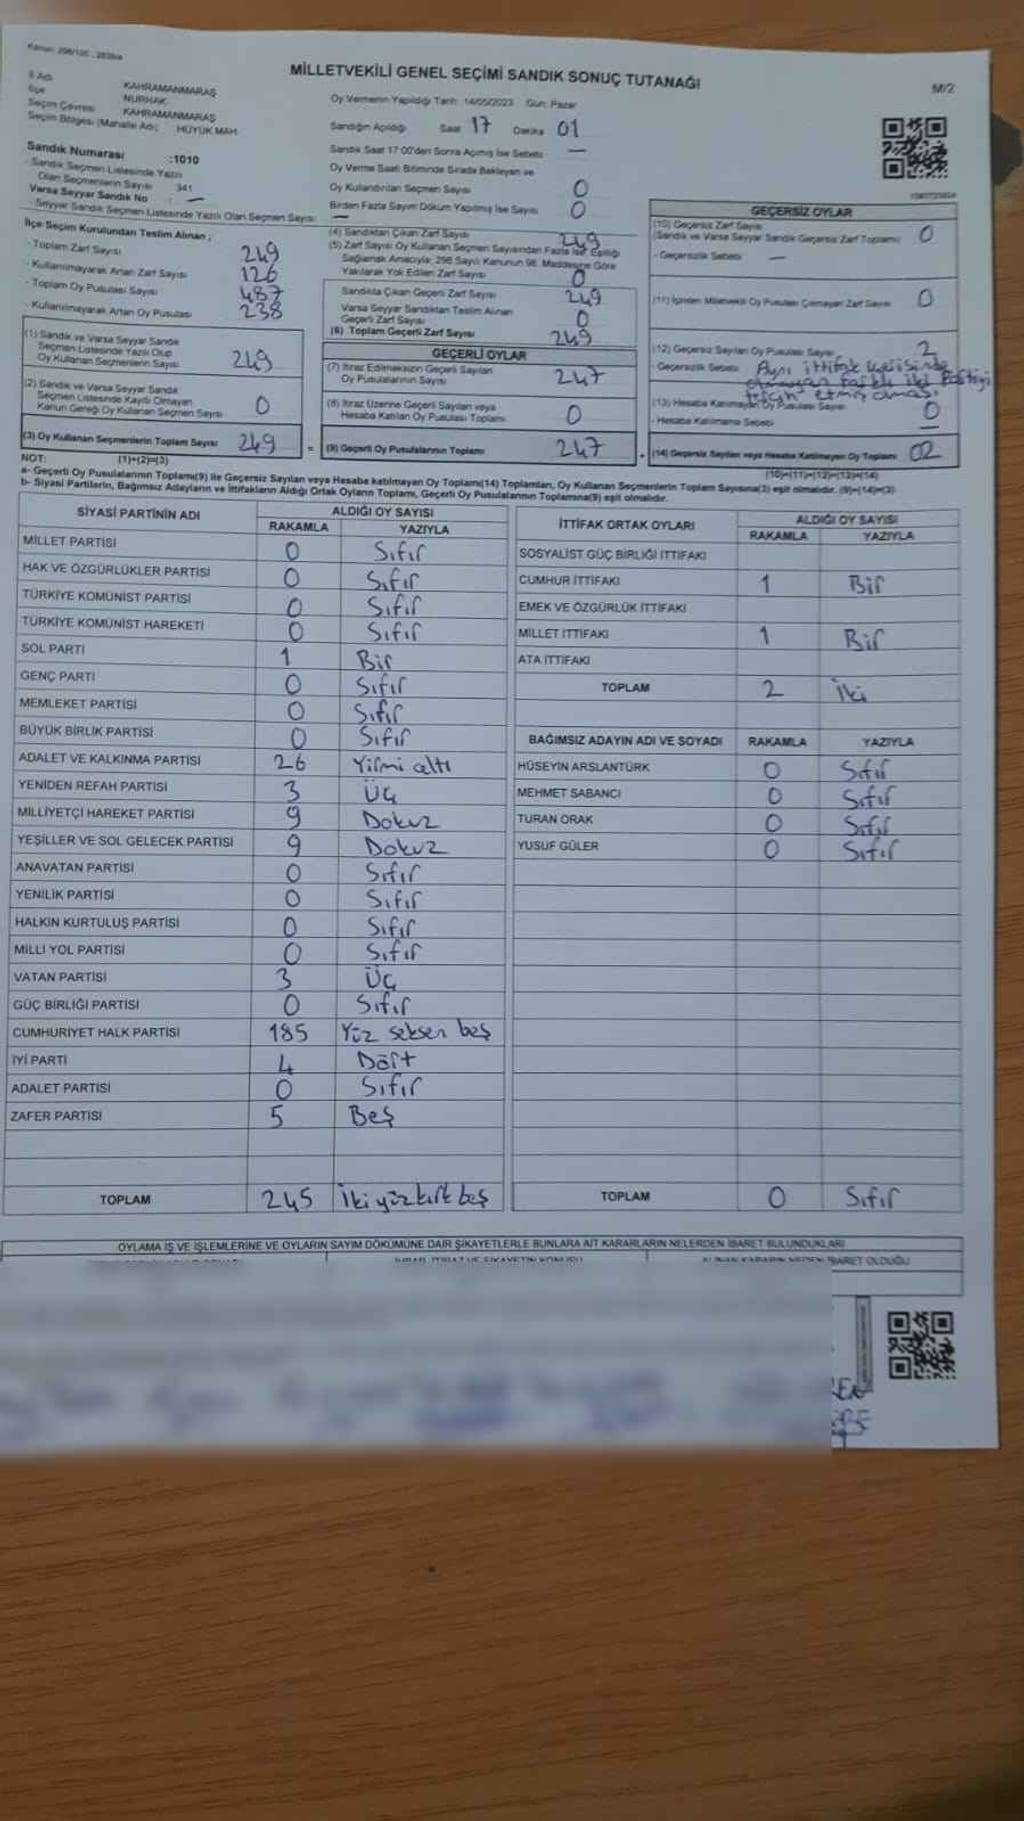 MİLLETVEKİLİ GENEL SEÇİMİ SANDIK SONUÇ TUTANAĞI
M/2
İl Adı KAHRAMANMARAŞ
İlçe NURHAK
Seçim Çevresi KAHRAMANMARAŞ
Seçim Bölgesi (Mahalle Adı) HÜYÜK MAH
Sandık Numarası :1010
- Sandık Seçmen Listesinde Yazılı
Olan Seçmenlerin Sayısı 341
Varsa Seyyar Sandık No : —
- Seyyar Sandık Seçmen Listesinde Yazılı Olan Seçmen Sayısı —
Oy Vermenin Yapıldığı Tarih: 14/05/2023 Gün: Pazar
Sandığın Açıldığı Saat 17 Dakika 01
Sandık Saat 17.00'den Sonra Açılmış İse Sebebi —
Oy Verme Saati Bitiminde Sırada Bekleyen ve
Oy Kullandırılan Seçmen Sayısı 0
Birden Fazla Sayım Döküm Yapılmış İse Sayısı 0
İlçe Seçim Kurulundan Teslim Alınan ;
- Toplam Zarf Sayısı 249
- Kullanılmayarak Artan Zarf Sayısı 126
- Toplam Oy Pusulası Sayısı 487
- Kullanılmayarak Artan Oy Pusulası 238
(1) Sandık ve Varsa Seyyar Sandık
Seçmen Listesinde Yazılı Olup
Oy Kullanan Seçmenlerin Sayısı 249
(2) Sandık ve Varsa Seyyar Sandık
Seçmen Listesinde Kayıtlı Olmayan
Kanun Gereği Oy Kullanan Seçmen Sayısı 0
(3) Oy Kullanan Seçmenlerin Toplam Sayısı 249
(1)+(2)=(3)
(4) Sandıktan Çıkan Zarf Sayısı 249
(5) Zarf Sayısı Oy Kullanan Seçmen Sayısından Fazla İse, Eşitliği
Sağlamak Amacıyla; 298 Sayılı Kanunun 98. Maddesine Göre
Yakılarak Yok Edilen Zarf Sayısı 0
Sandıkta Çıkan Geçerli Zarf Sayısı 249
Varsa Seyyar Sandıktan Teslim Alınan
Geçerli Zarf Sayısı 0
(6) Toplam Geçerli Zarf Sayısı 249
GEÇERLİ OYLAR
(7) İtiraz Edilmeksizin Geçerli Sayılan
Oy Pusulalarının Sayısı 247
(8) İtiraz Üzerine Geçerli Sayılan veya
Hesaba Katılan Oy Pusulası Toplamı 0
= (9) Geçerli Oy Pusulalarının Toplamı 247
GEÇERSİZ OYLAR
(10) Geçersiz Zarf Sayısı
(Sandık ve Varsa Seyyar Sandık Geçersiz Zarf Toplamı) 0
- Geçersizlik Sebebi —
(11) İçinden Milletvekili Oy Pusulası Çıkmayan Zarf Sayısı 0
(12) Geçersiz Sayılan Oy Pusulası Sayısı 2
- Geçersizlik Sebebi Aynı ittifak içerisinde
olmayan farklı iki Partiyi
tercih etmiş olması
(13) Hesaba Katılmayan Oy Pusulası Sayısı 0
- Hesaba Katılmama Sebebi —
+ (14) Geçersiz Sayılan veya Hesaba Katılmayan Oy Toplamı 02
(10)+(11)+(12)+(13)=(14)
NOT:
a- Geçerli Oy Pusulalarının Toplamı(9) ile Geçersiz Sayılan veya Hesaba katılmayan Oy Toplamı(14) Toplamları, Oy Kullanan Seçmenlerin Toplam Sayısına(3) eşit olmalıdır. (9)+(14)=(3)
b- Siyasi Partilerin, Bağımsız Adayların ve İttifakların Aldığı Ortak Oyların Toplamı, Geçerli Oy Pusulalarının Toplamına(9) eşit olmalıdır.
SİYASİ PARTİNİN ADI ALDIĞI OY SAYISI
RAKAMLA YAZIYLA
MİLLET PARTİSİ 0 Sıfır
HAK VE ÖZGÜRLÜKLER PARTİSİ 0 Sıfır
TÜRKİYE KOMÜNİST PARTİSİ 0 Sıfır
TÜRKİYE KOMÜNİST HAREKETİ 0 Sıfır
SOL PARTİ 1 Bir
GENÇ PARTİ 0 Sıfır
MEMLEKET PARTİSİ 0 Sıfır
BÜYÜK BİRLİK PARTİSİ 0 Sıfır
ADALET VE KALKINMA PARTİSİ 26 Yirmi altı
YENİDEN REFAH PARTİSİ 3 Üç
MİLLİYETÇİ HAREKET PARTİSİ 9 Dokuz
YEŞİLLER VE SOL GELECEK PARTİSİ 9 Dokuz
ANAVATAN PARTİSİ 0 Sıfır
YENİLİK PARTİSİ 0 Sıfır
HALKIN KURTULUŞ PARTİSİ 0 Sıfır
MİLLİ YOL PARTİSİ 0 Sıfır
VATAN PARTİSİ 3 Üç
GÜÇ BİRLİĞİ PARTİSİ 0 Sıfır
CUMHURİYET HALK PARTİSİ 185 Yüz seksen beş
İYİ PARTİ 4 Dört
ADALET PARTİSİ 0 Sıfır
ZAFER PARTİSİ 5 Beş
TOPLAM 245 İki yüz kırk beş
İTTİFAK ORTAK OYLARI ALDIĞI OY SAYISI
RAKAMLA YAZIYLA
SOSYALİST GÜÇ BİRLİĞİ İTTİFAKI
CUMHUR İTTİFAKI 1 Bir
EMEK VE ÖZGÜRLÜK İTTİFAKI
MİLLET İTTİFAKI 1 Bir
ATA İTTİFAKI
TOPLAM 2 İki
BAĞIMSIZ ADAYIN ADI VE SOYADI RAKAMLA YAZIYLA
HÜSEYİN ARSLANTÜRK 0 Sıfır
MEHMET SABANCI 0 Sıfır
TURAN ORAK 0 Sıfır
YUSUF GÜLER 0 Sıfır
TOPLAM 0 Sıfır
OYLAMA İŞ VE İŞLEMLERİNE VE OYLARIN SAYIM DÖKÜMÜNE DAİR ŞİKAYETLERLE BUNLARA AİT KARARLARIN NELERDEN İBARET BULUNDUKLARI